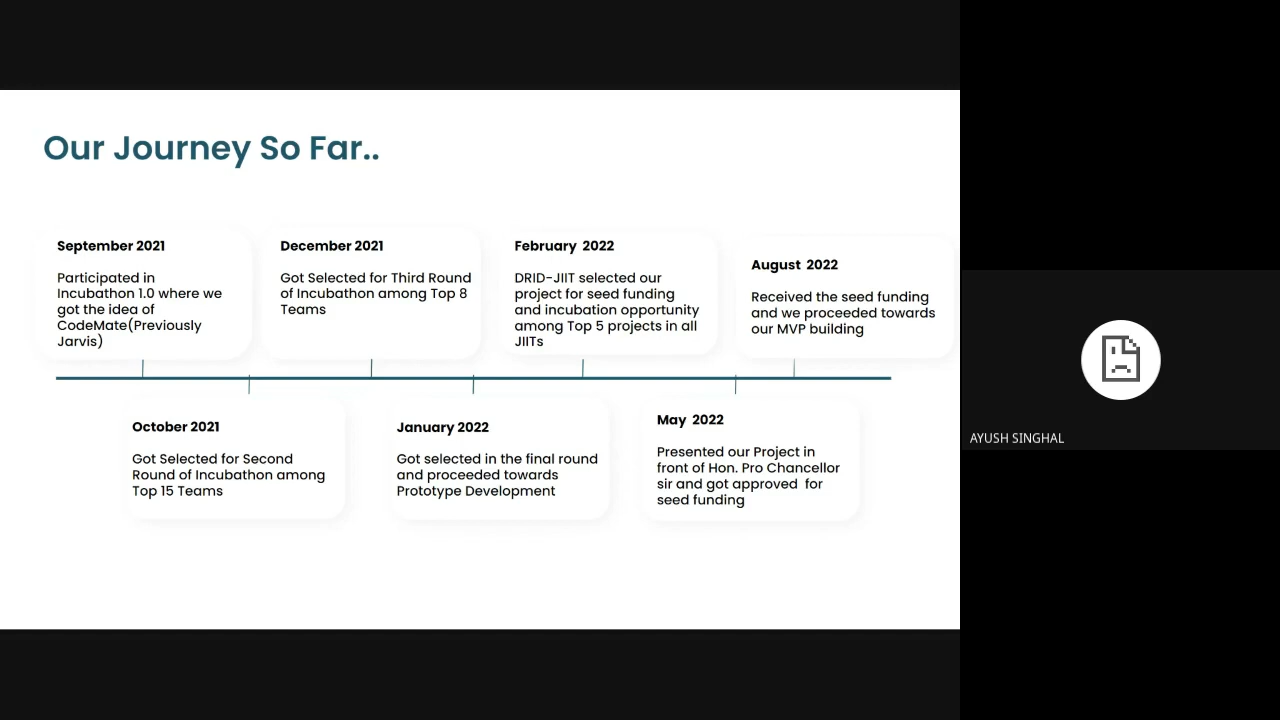 Our Journey So Far..
September 2021
Participated in
Incubathon 1.0 where we
got the idea of
CodeMate(Previously
Jarvis)
December 2021
Got Selected for Third Round
of Incubathon among Top 8
Teams
February 2022
DRID-JIIT selected our
project for seed funding
and incubation opportunity
among Top 5 projects in all
JIITs
August 2022
Received the seed funding
and we proceeded towards
our MVP building
October 2021
Got Selected for Second
Round of Incubathon among
Top 15 Teams
January 2022
Got selected in the final round
and proceeded towards
Prototype Development
May 2022
Presented our Project in
front of Hon. Pro Chancellor
sir and got approved for
seed funding
AYUSH SINGHAL